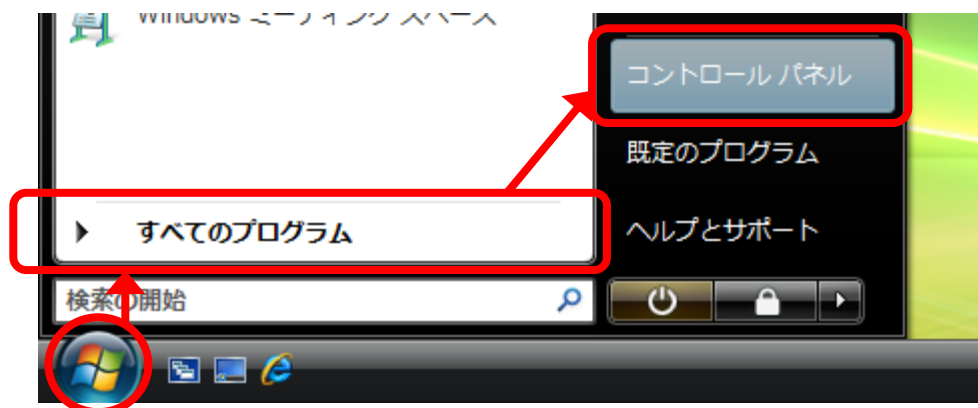 Windows ミーティング スペース
コントロール パネル
既定のプログラム
すべてのプログラム
ヘルプとサポート
検索の開始